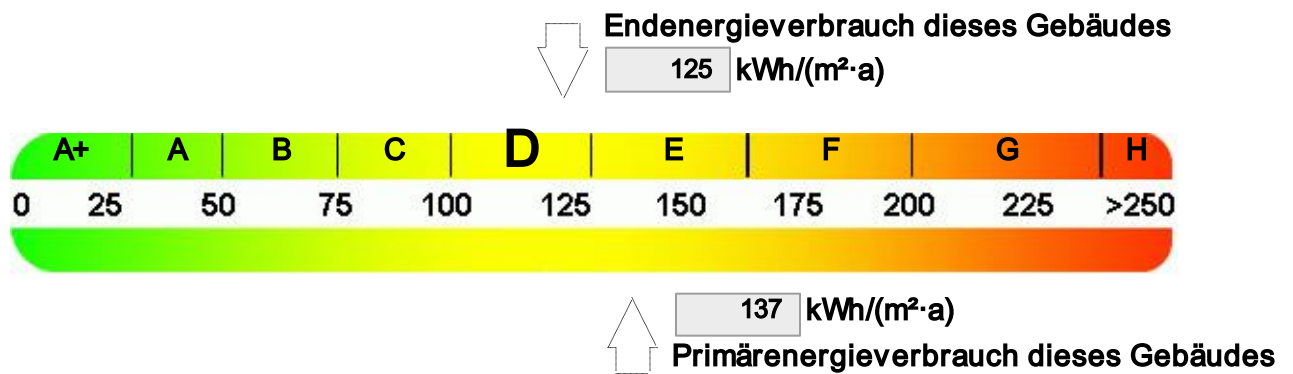 Endenergieverbrauch dieses Gebäudes
125 kWh/(m²·a)
A+ A B C D E F G H
0 25 50 75 100 125 150 175 200 225 >250
137 kWh/(m²·a)
Primärenergieverbrauch dieses Gebäudes